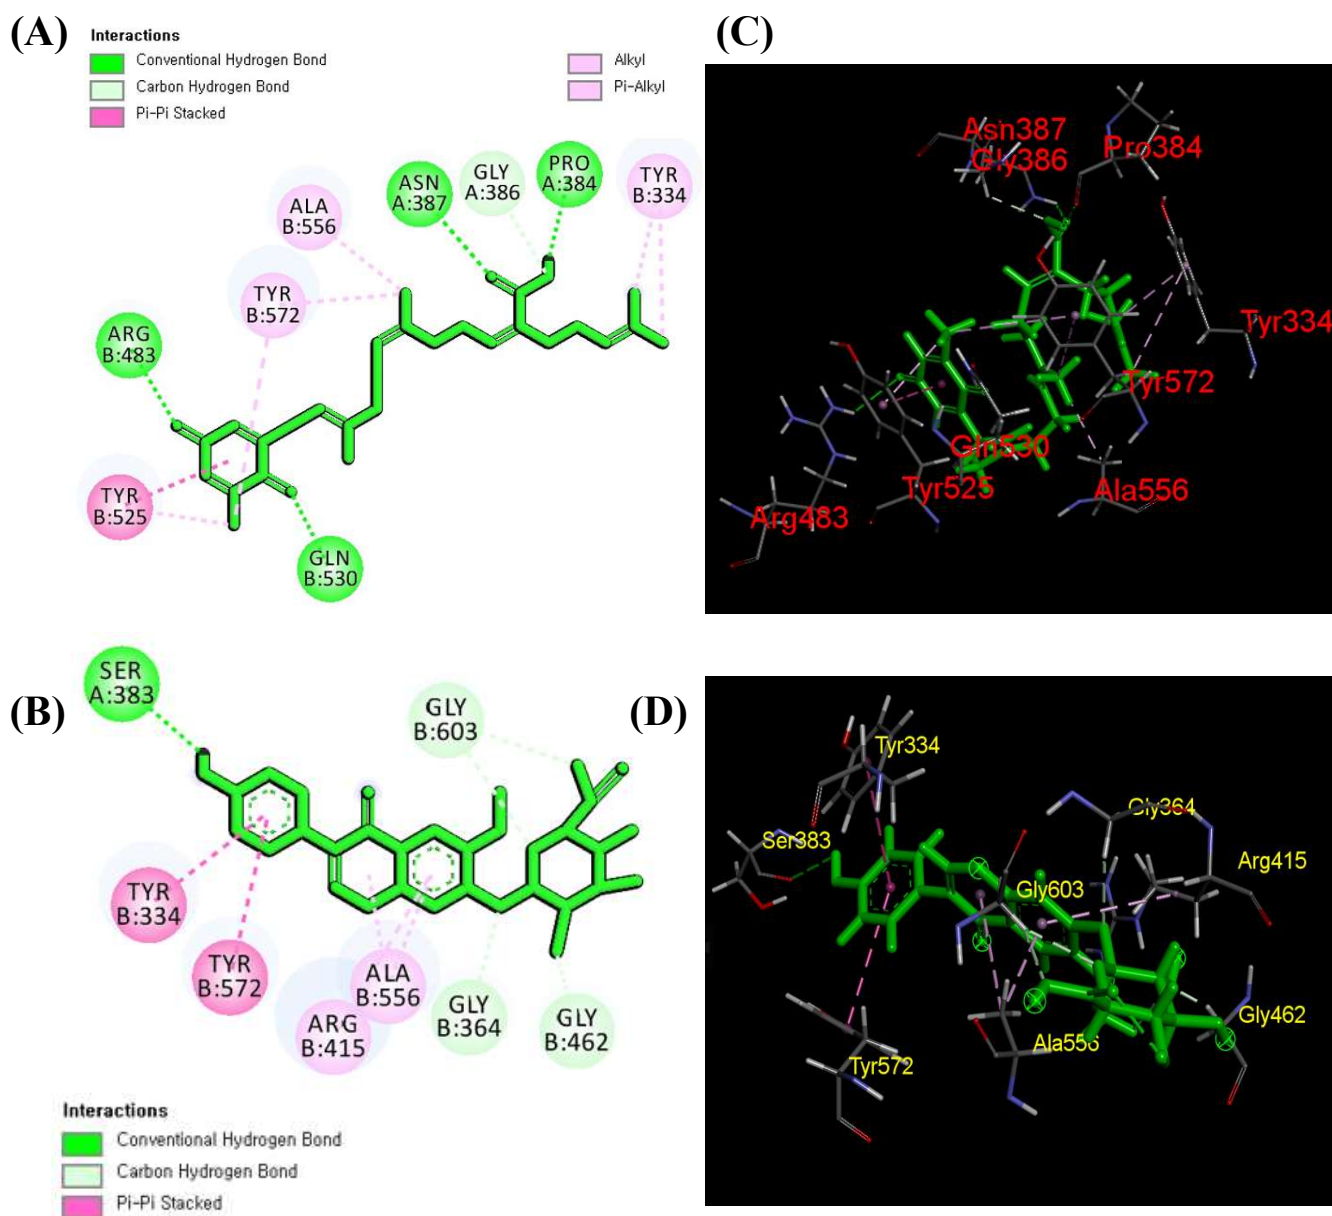 (A)
Interactions
Conventional Hydrogen Bond
Carbon Hydrogen Bond
Pi-Pi Stacked
Alkyl
Pi-Alkyl
ALA
B:556
TYR
B:572
ASN
A:387
GLY
A:386
PRO
A:384
TYR
B:334
ARG
B:483
TYR
B:525
GLN
B:530
(C)
Asn387
Gly386
Pro384
Tyr334
Tyr572
Gln530
Tyr525
Ala556
Arg483
(B)
SER
A:383
GLY
B:603
TYR
B:334
TYR
B:572
ALA
B:556
ARG
B:415
GLY
B:364
GLY
B:462
Interactions
Conventional Hydrogen Bond
Carbon Hydrogen Bond
Pi-Pi Stacked
(D)
Tyr334
Gly364
Ser383
Arg415
Gly603
Gly462
Ala556
Tyr572